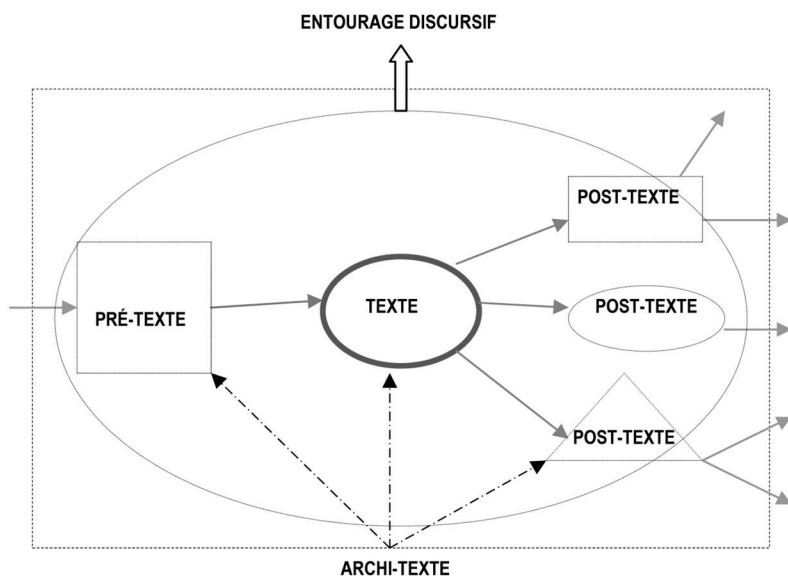 ENTOURAGE DISCURSIF
POST-TEXTE
PRÉ-TEXTE
TEXTE
POST-TEXTE
POST-TEXTE
ARCHI-TEXTE